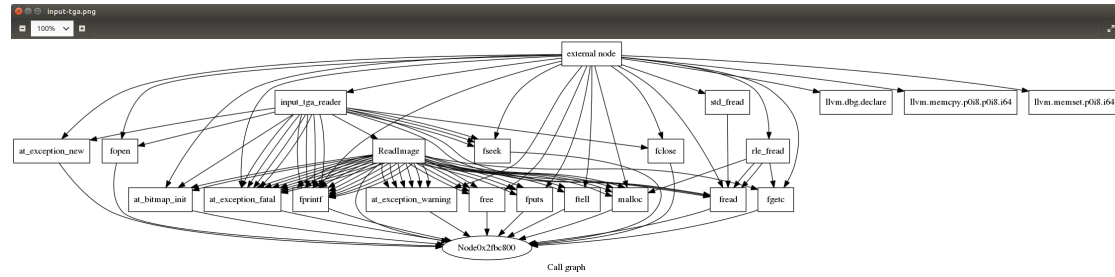 input-tga.png
100%
external node
input_tga_reader
std_fread
llvm.dbg.declare
llvm.memcpy.p0i8.p0i8.i64
llvm.memset.p0i8.i64
at_exception_new
fopen
ReadImage
fseek
fclose
rle_fread
at_bitmap_init
at_exception_fatal
fprintf
at_exception_warning
free
fputs
ftell
malloc
fread
fgetc
Node0x2fbc800
Call graph